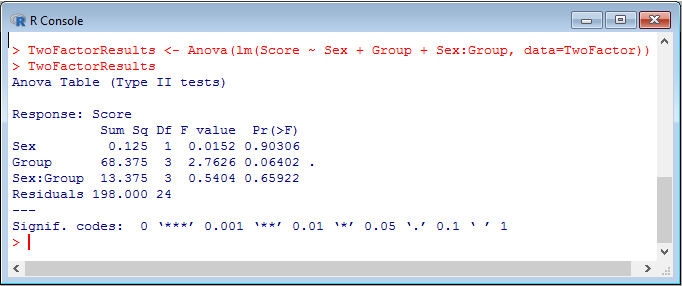 R Console
> TwoFactorResults <- Anova(lm(Score ~ Sex + Group + Sex:Group, data=TwoFactor))
> TwoFactorResults
Anova Table (Type II tests)
Response: Score
Sum Sq Df F value Pr(>F)
Sex 0.125 1 0.0152 0.90306
Group 68.375 3 2.7626 0.06402 .
Sex:Group 13.375 3 0.5404 0.65922
Residuals 198.000 24
---
Signif. codes: 0 ‘***’ 0.001 ‘**’ 0.01 ‘*’ 0.05 ‘.’ 0.1 ‘ ’ 1
>